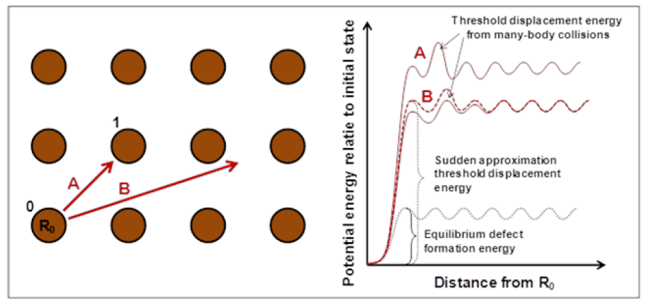 1
A
B
0
R₀
Potential energy relatie to initial state
Threshold displacement energy
from many-body collisions
A
B
Sudden approximation
threshold displacement
energy
Equilibrium defect
formation energy
Distance from R₀